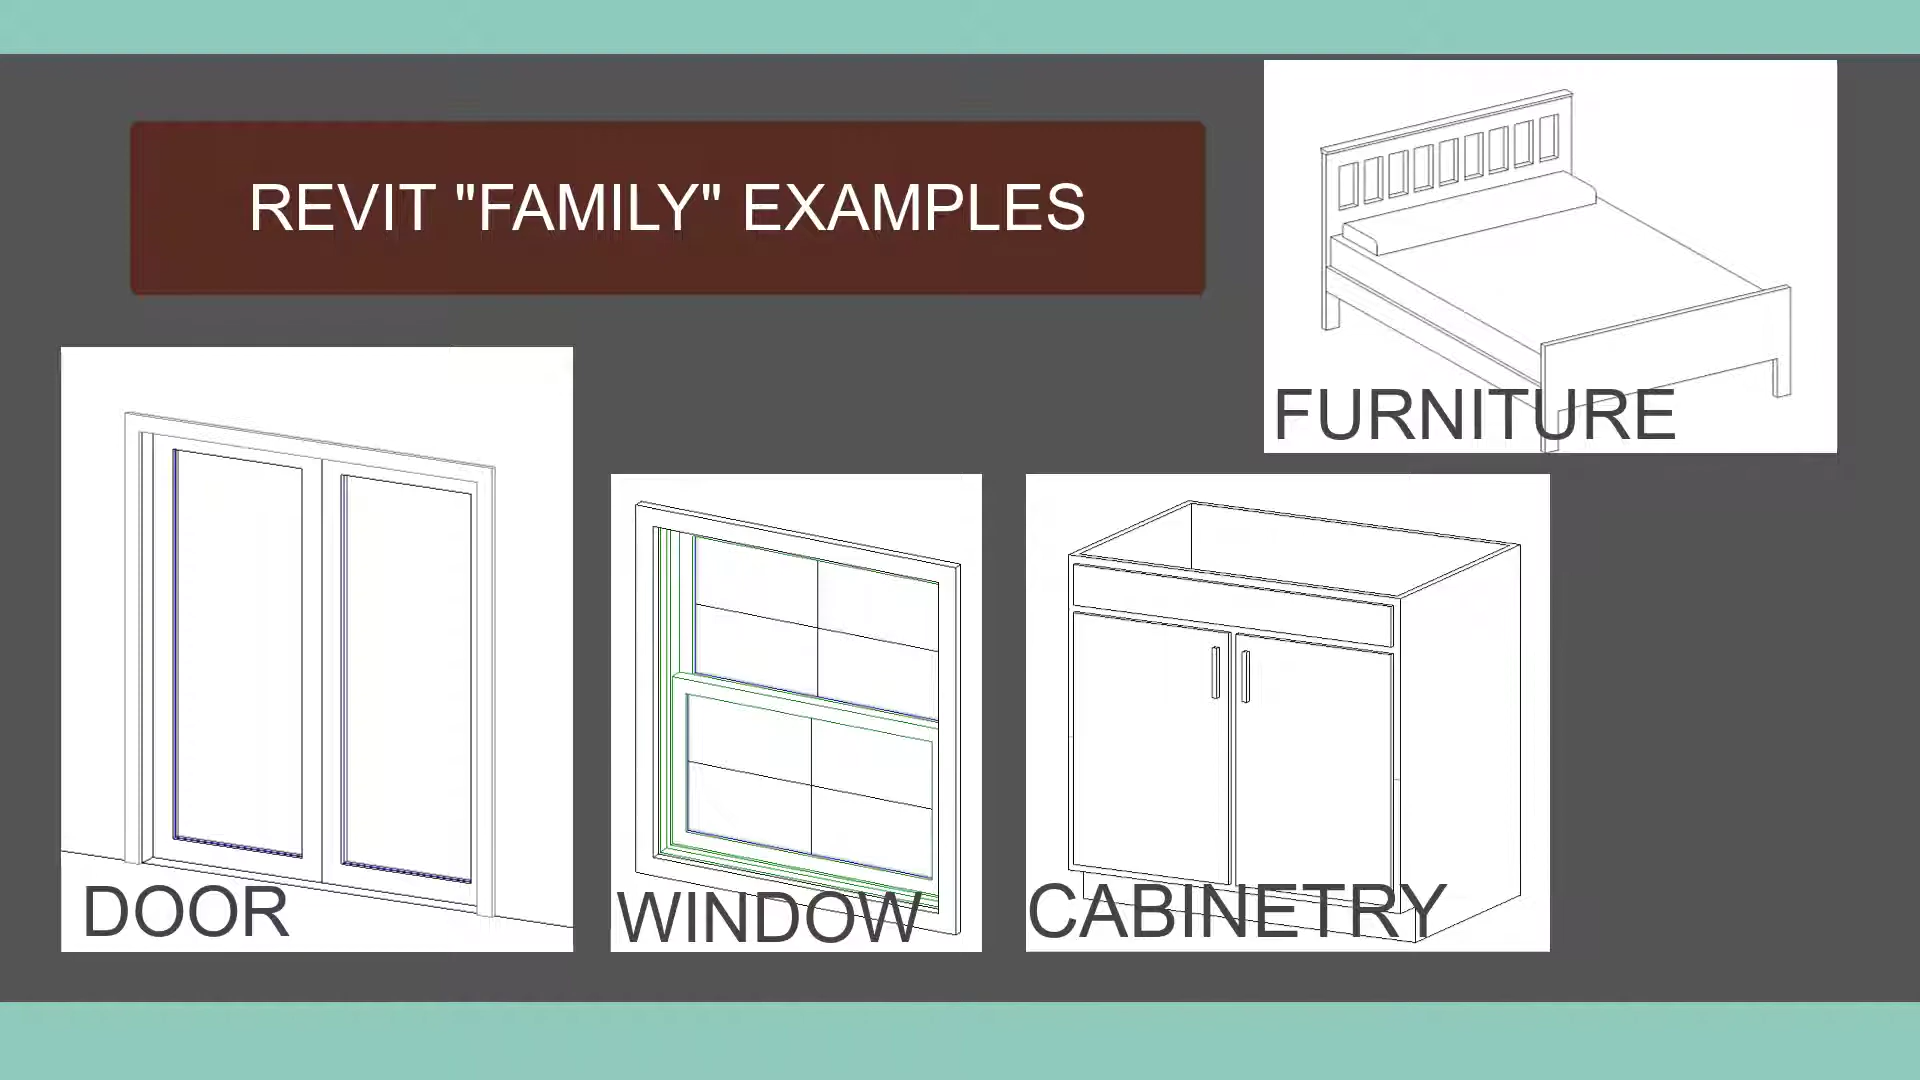 REVIT "FAMILY" EXAMPLES
FURNITURE
DOOR
WINDOW
CABINETRY